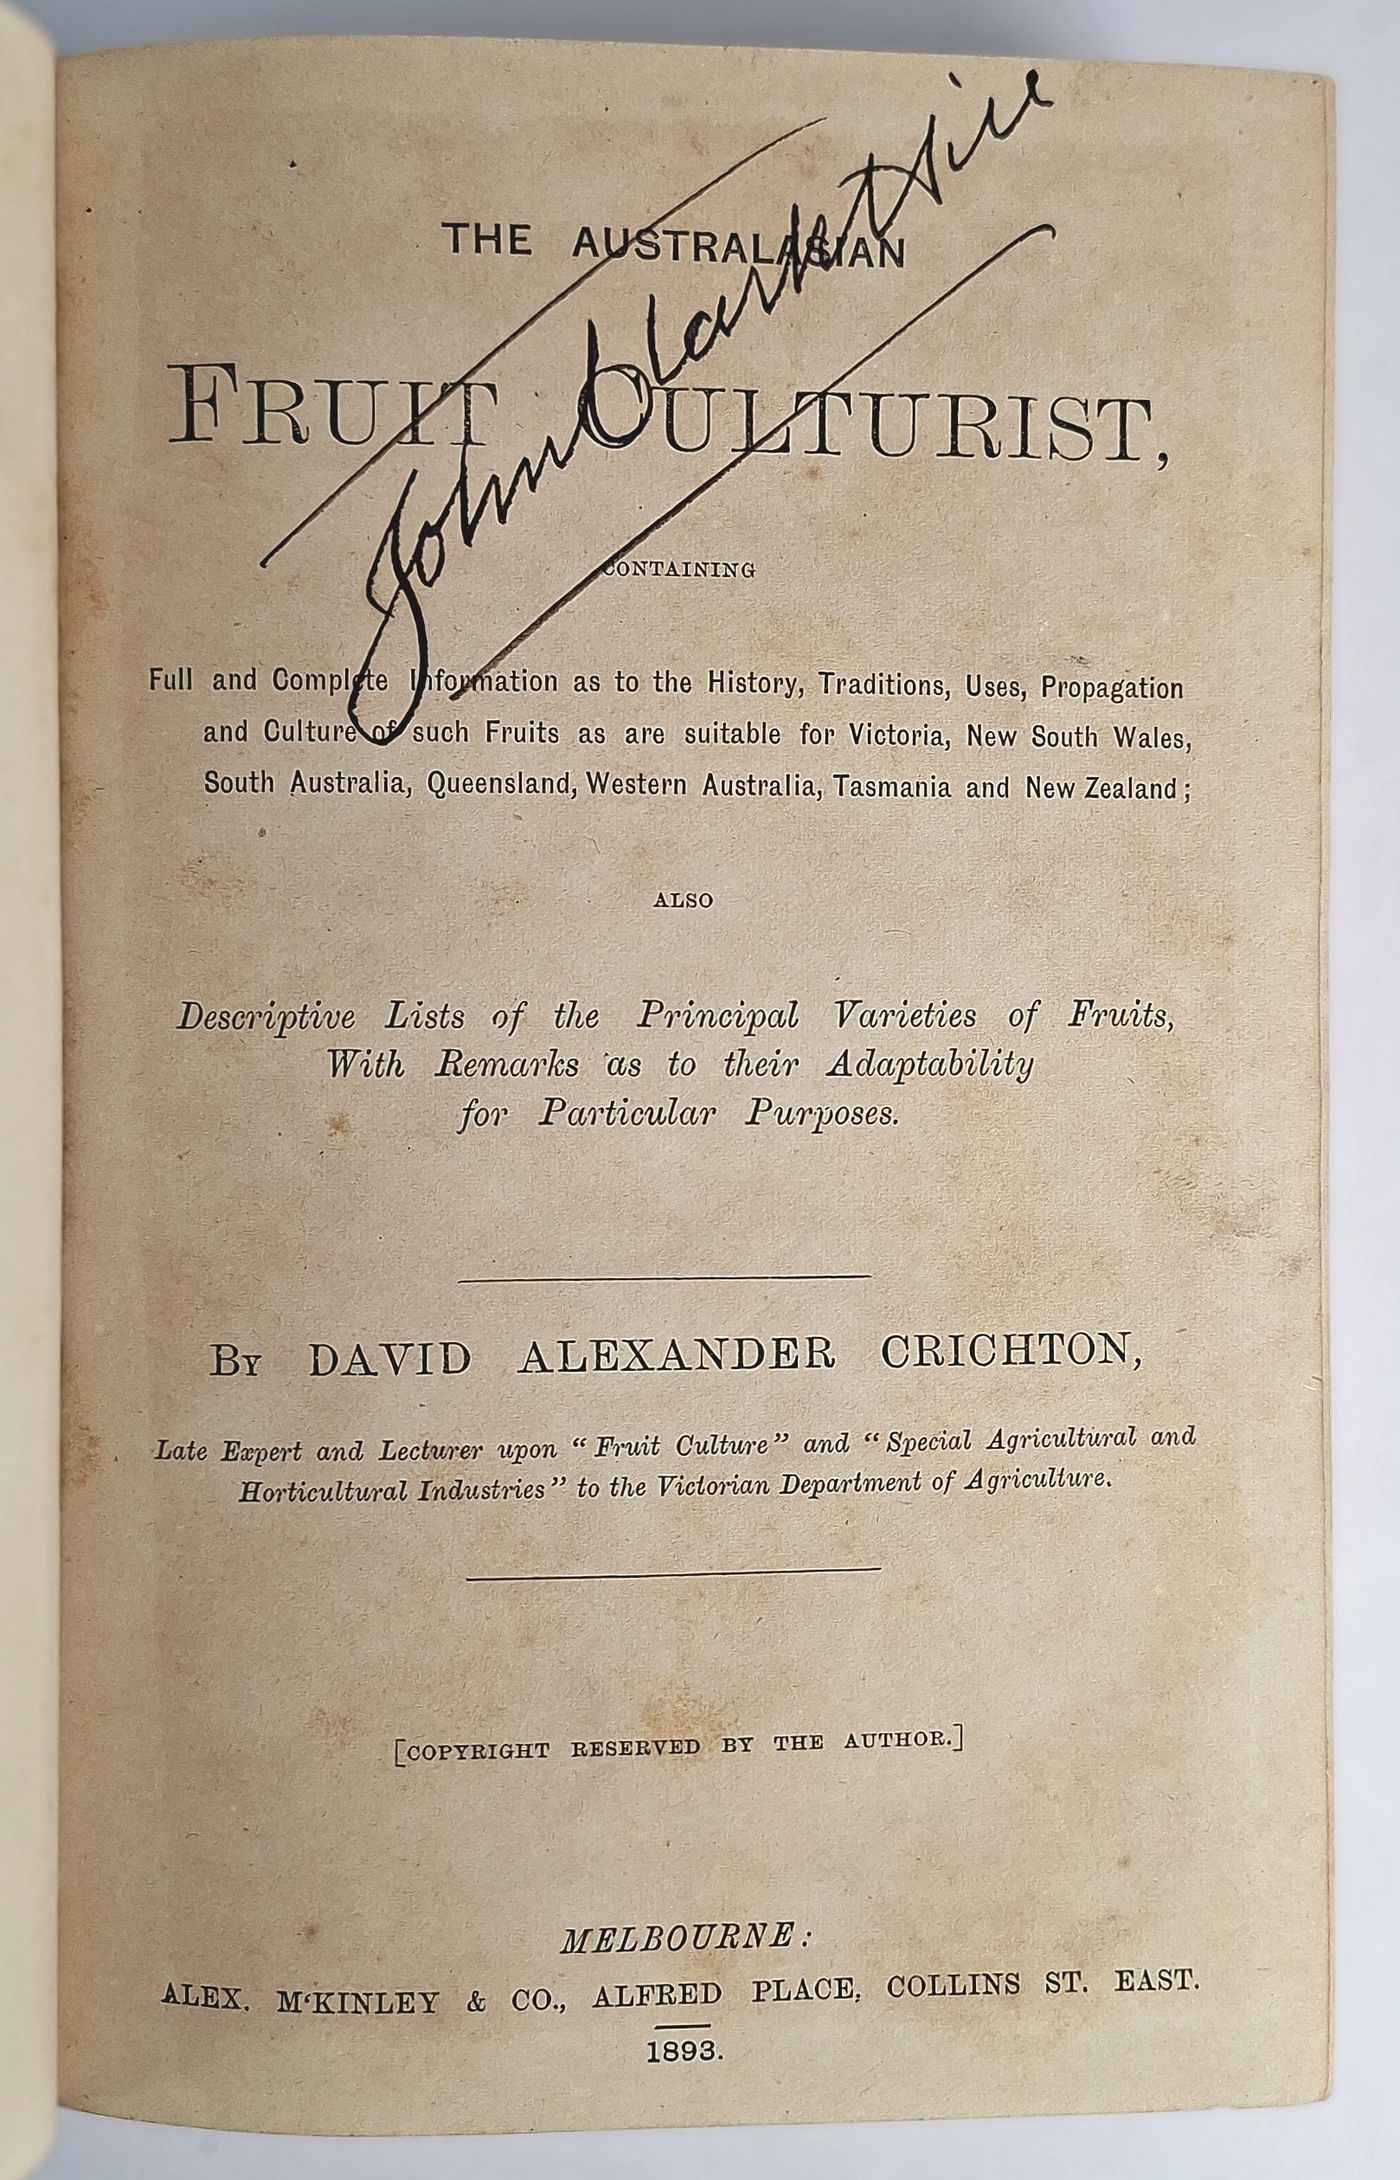 THE AUSTRALASIAN
FRUIT CULTURIST,
John Clark Hill
CONTAINING
Full and Complete Information as to the History, Traditions, Uses, Propagation
and Culture of such Fruits as are suitable for Victoria, New South Wales,
South Australia, Queensland, Western Australia, Tasmania and New Zealand;
ALSO
Descriptive Lists of the Principal Varieties of Fruits,
With Remarks as to their Adaptability
for Particular Purposes.
BY DAVID ALEXANDER CRICHTON,
Late Expert and Lecturer upon “Fruit Culture” and “Special Agricultural and
Horticultural Industries” to the Victorian Department of Agriculture.
[COPYRIGHT RESERVED BY THE AUTHOR.]
MELBOURNE:
ALEX. M‘KINLEY & CO., ALFRED PLACE, COLLINS ST. EAST.
1893.